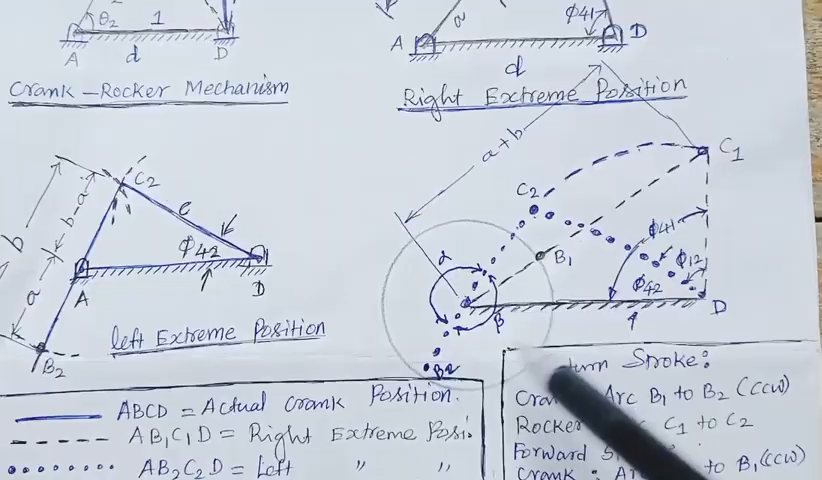 θ2
1
A
d
D
Crank-Rocker Mechanism
a
ϕ41
A
D
d
Right Extreme Position
b
b-a
a
C2
c
ϕ42
A
D
B2
left Extreme Position
a+b
C1
C2
B1
ϕ41
ϕ12
ϕ42
α
β
1
D
B2
ABCD = Actual Crank Position.
AB1C1D = Right Extreme Posi.
AB2C2D = Left " "
Stroke:
Arc B1 to B2 (CCW)
Rocker C1 to C2
Forward
Crank: to B1 (CCW)